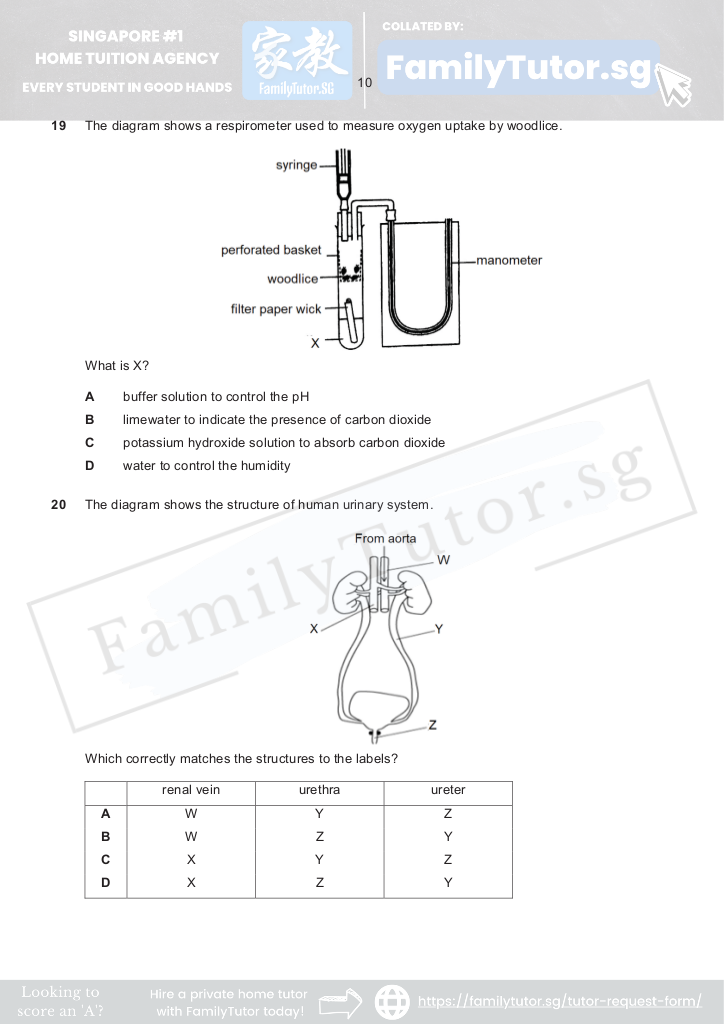 SINGAPORE #1
HOME TUITION AGENCY
EVERY STUDENT IN GOOD HANDS
家教
FamilyTutor.SG
10
COLLATED BY:
FamilyTutor.sg
19 The diagram shows a respirometer used to measure oxygen uptake by woodlice.
syringe
perforated basket
woodlice
filter paper wick
X
manometer
What is X?
A buffer solution to control the pH
B limewater to indicate the presence of carbon dioxide
C potassium hydroxide solution to absorb carbon dioxide
D water to control the humidity
20 The diagram shows the structure of human urinary system.
From aorta
W
X
Y
Z
FamilyTutor.sg
Which correctly matches the structures to the labels?
renal vein urethra ureter
A W Y Z
B W Z Y
C X Y Z
D X Z Y
Looking to
score an 'A'?
Hire a private home tutor
with FamilyTutor today!
https://familytutor.sg/tutor-request-form/